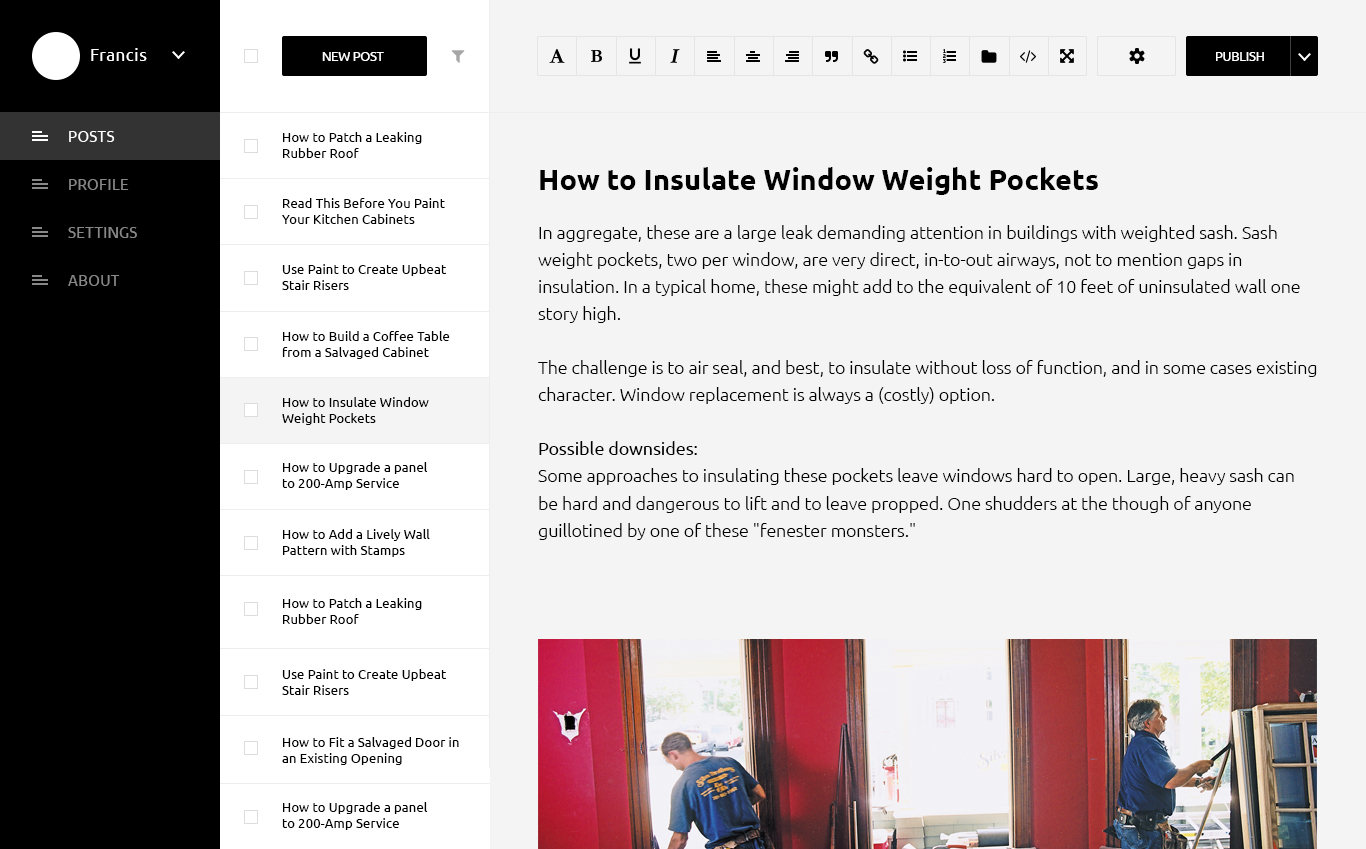 Francis
POSTS
PROFILE
SETTINGS
ABOUT
NEW POST
How to Patch a Leaking
Rubber Roof
Read This Before You Paint
Your Kitchen Cabinets
Use Paint to Create Upbeat
Stair Risers
How to Build a Coffee Table
from a Salvaged Cabinet
How to Insulate Window
Weight Pockets
How to Upgrade a panel
to 200-Amp Service
How to Add a Lively Wall
Pattern with Stamps
How to Patch a Leaking
Rubber Roof
Use Paint to Create Upbeat
Stair Risers
How to Fit a Salvaged Door in
an Existing Opening
How to Upgrade a panel
to 200-Amp Service
A B U I
PUBLISH
How to Insulate Window Weight Pockets
In aggregate, these are a large leak demanding attention in buildings with weighted sash. Sash
weight pockets, two per window, are very direct, in-to-out airways, not to mention gaps in
insulation. In a typical home, these might add to the equivalent of 10 feet of uninsulated wall one
story high.
The challenge is to air seal, and best, to insulate without loss of function, and in some cases existing
character. Window replacement is always a (costly) option.
Possible downsides:
Some approaches to insulating these pockets leave windows hard to open. Large, heavy sash can
be hard and dangerous to lift and to leave propped. One shudders at the though of anyone
guillotined by one of these "fenester monsters."